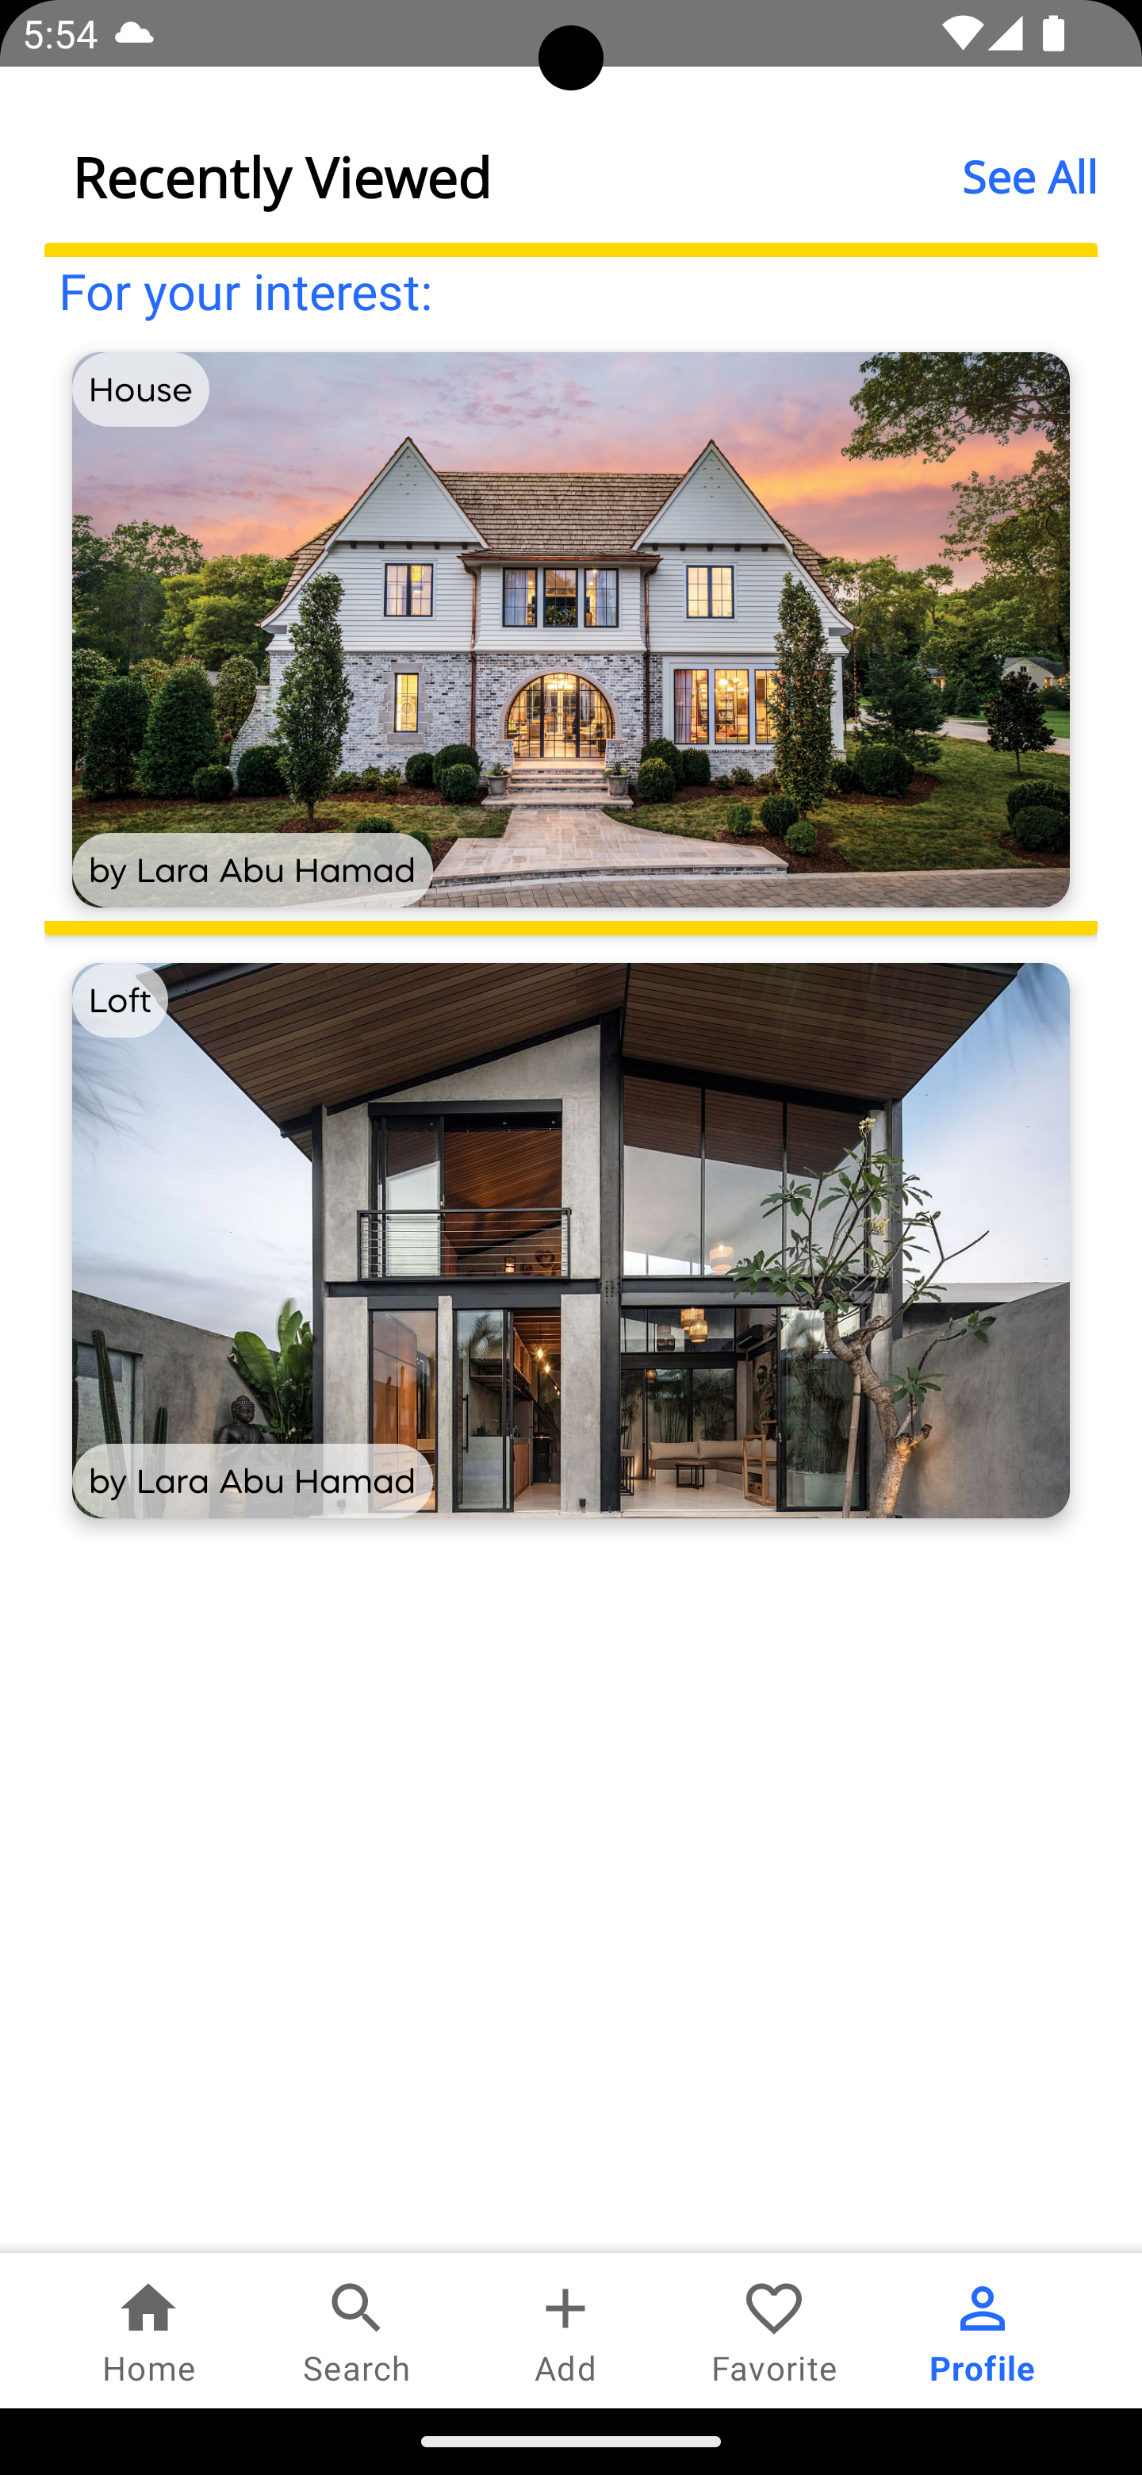 5:54
Recently Viewed
See All
For your interest:
House
by Lara Abu Hamad
Loft
by Lara Abu Hamad
Home
Search
Add
Favorite
Profile